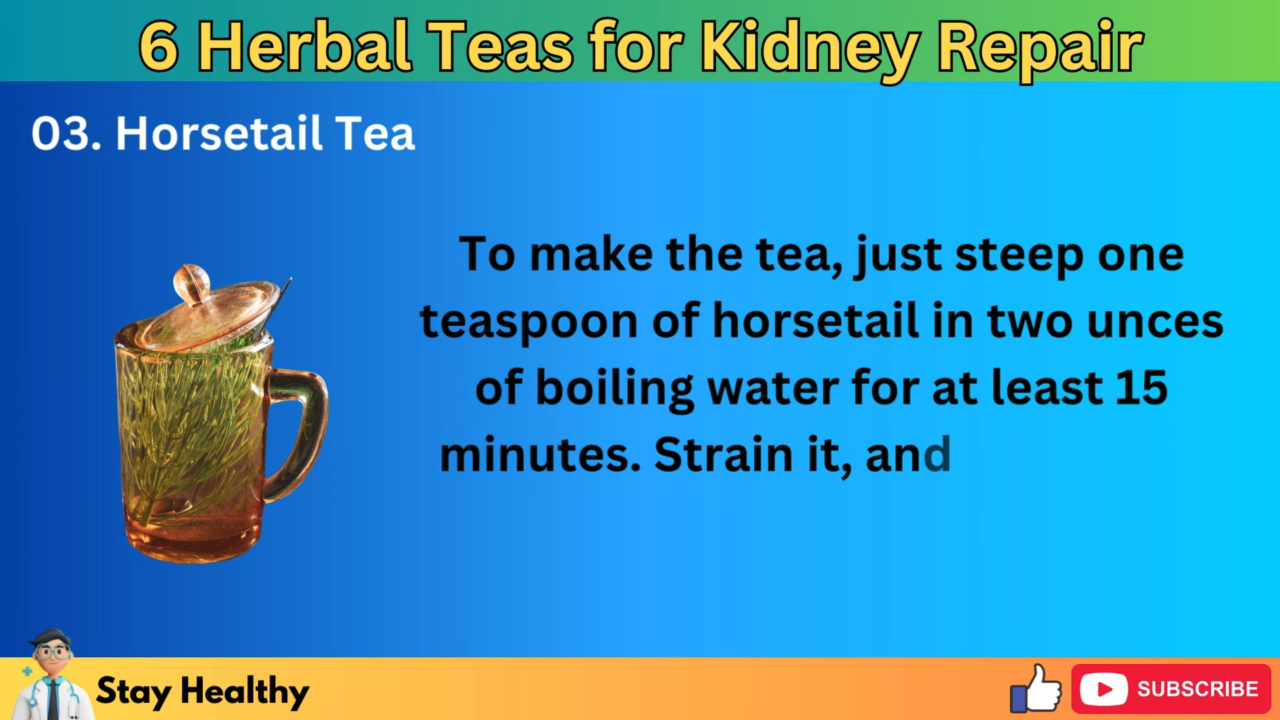 6 Herbal Teas for Kidney Repair
03. Horsetail Tea
To make the tea, just steep one
teaspoon of horsetail in two unces
of boiling water for at least 15
minutes. Strain it, and
Stay Healthy
SUBSCRIBE